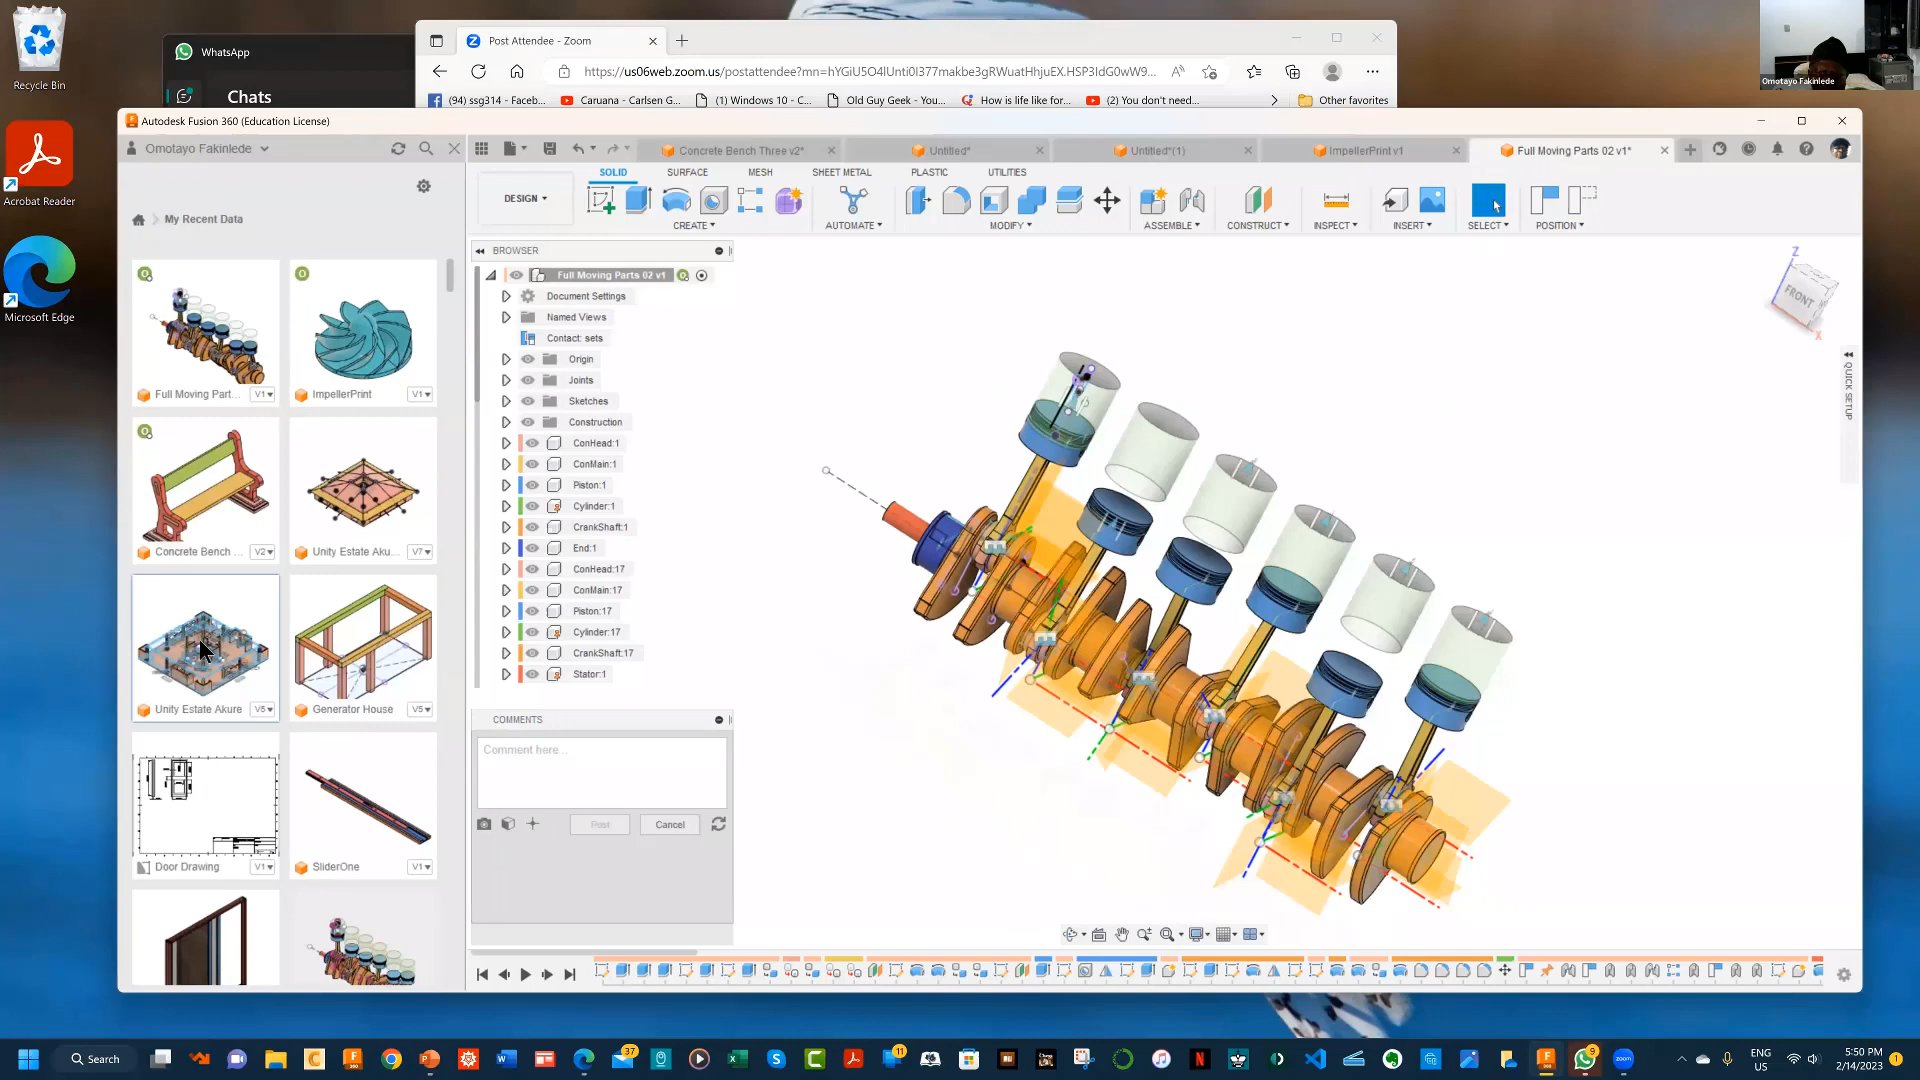 Recycle Bin
Acrobat Reader
Microsoft Edge
WhatsApp
Chats
Post Attendee - Zoom
https://us06web.zoom.us/postattendee?mn=hYGiU5O4lUnti0I377makbe3gRWuatHhjuEX.HSP3IdG0wW9...
(94) ssg314 - Faceb...
Caruana - Carlsen G...
(1) Windows 10 - C...
Old Guy Geek - You...
How is life like for...
(2) You don't need...
Other favorites
Omotayo Fakinlede
Autodesk Fusion 360 (Education License)
Omotayo Fakinlede
Concrete Bench Three v2*
Untitled*
Untitled*(1)
ImpellerPrint v1
Full Moving Parts 02 v1*
SOLID
SURFACE
MESH
SHEET METAL
PLASTIC
UTILITIES
DESIGN
CREATE
AUTOMATE
MODIFY
ASSEMBLE
CONSTRUCT
INSPECT
INSERT
SELECT
POSITION
My Recent Data
Full Moving Part...
V1
ImpellerPrint
V1
Concrete Bench ...
V2
Unity Estate Aku...
V7
Unity Estate Akure
V5
Generator House
V5
Door Drawing
V1
SliderOne
V1
BROWSER
Full Moving Parts 02 v1
Document Settings
Named Views
Contact: sets
Origin
Joints
Sketches
Construction
ConHead:1
ConMain:1
Piston:1
Cylinder:1
CrankShaft:1
End:1
ConHead:17
ConMain:17
Piston:17
Cylinder:17
CrankShaft:17
Stator:1
COMMENTS
Comment here ...
Post
Cancel
Z
FRONT
X
QUICK SETUP
Search
37
11
9
ENG
US
5:50 PM
2/14/2023
1